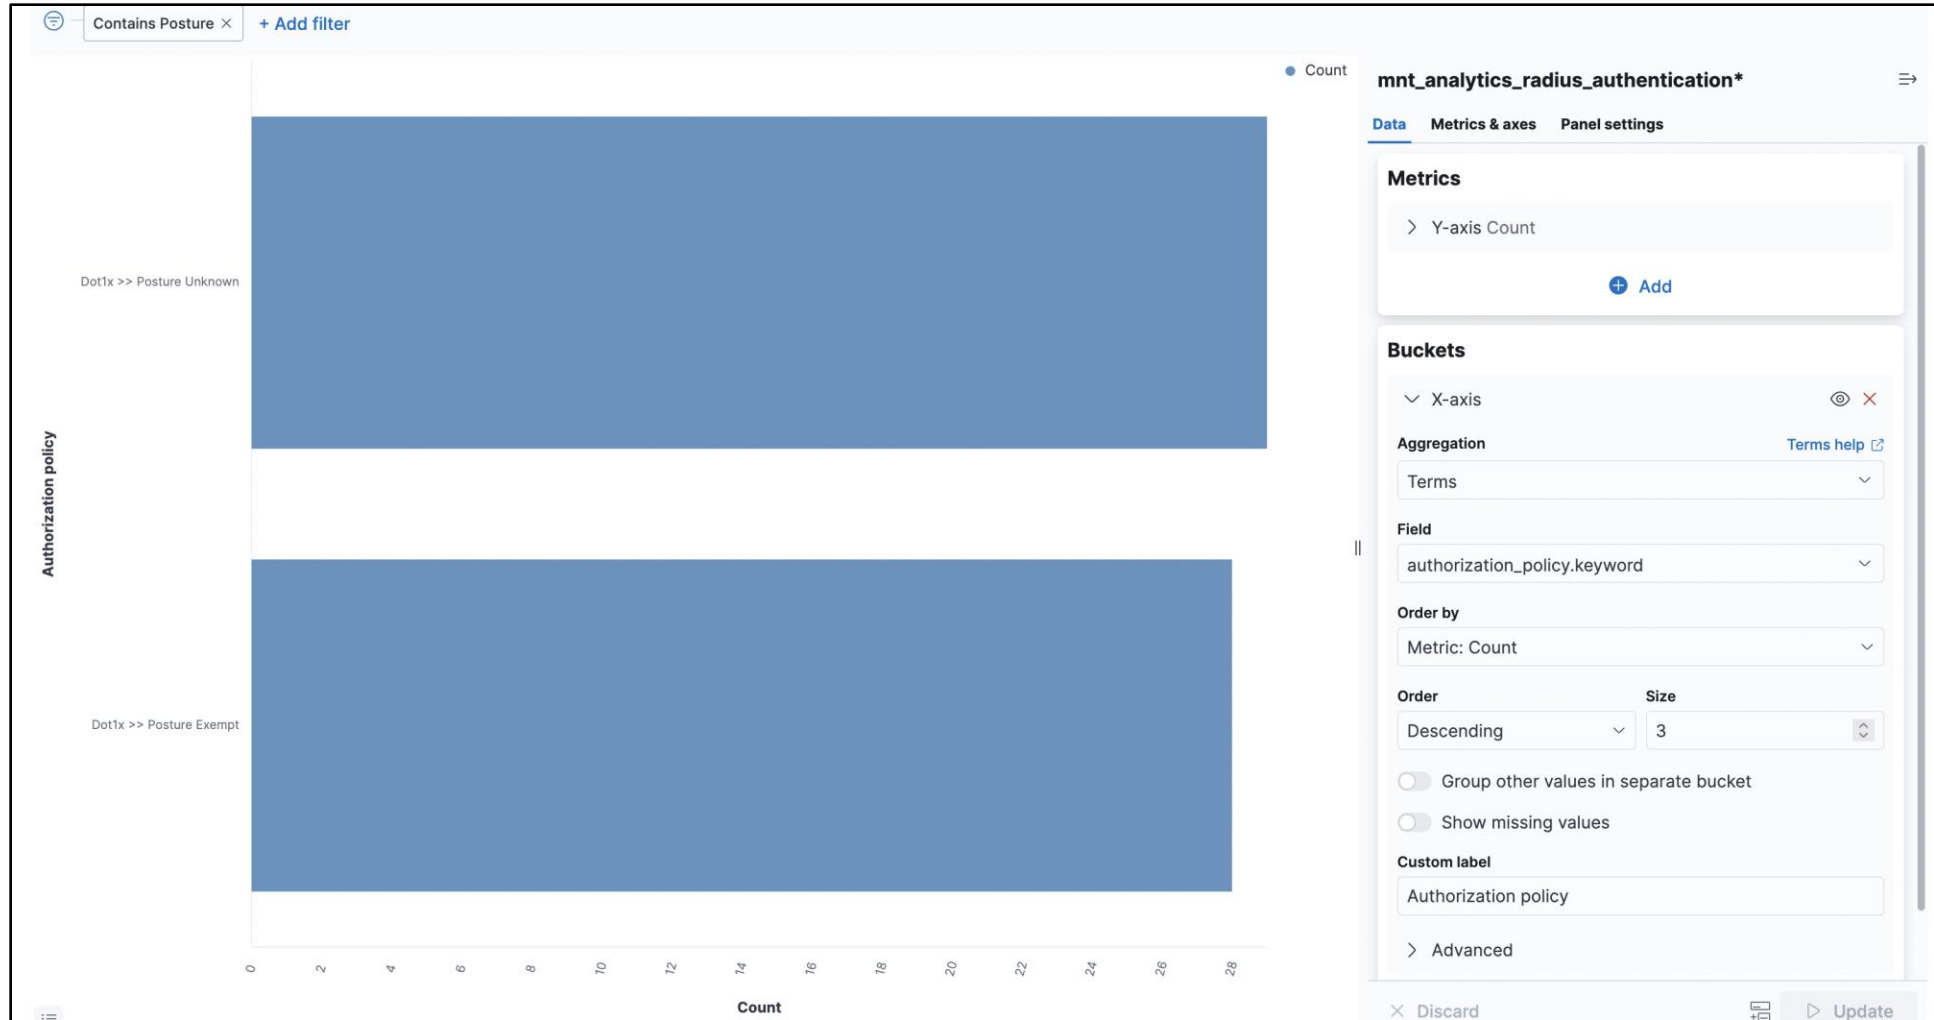 Contains Posture ×
+ Add filter
Count
Dot1x >> Posture Unknown
Dot1x >> Posture Exempt
Authorization policy
0 2 4 6 8 10 12 14 16 18 20 22 24 26 28
Count
mnt_analytics_radius_authentication*
Data Metrics & axes Panel settings
Metrics
Y-axis Count
Add
Buckets
X-axis
Aggregation Terms help
Terms
Field
authorization_policy.keyword
Order by
Metric: Count
Order Size
Descending 3
Group other values in separate bucket
Show missing values
Custom label
Authorization policy
Advanced
Discard Update